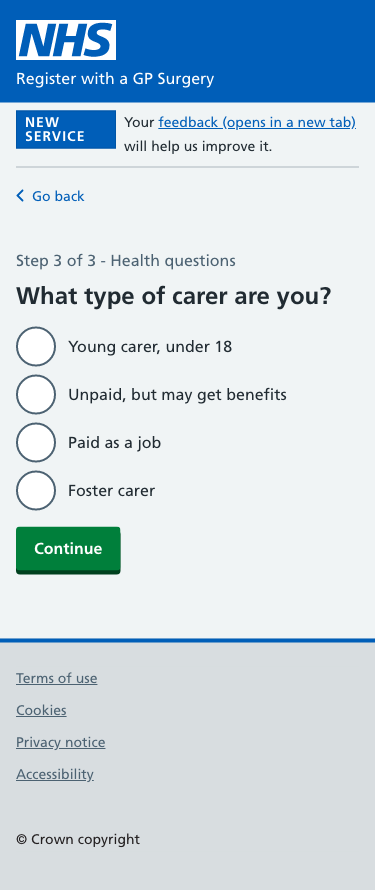 NHS
Register with a GP Surgery
NEW
SERVICE
Your feedback (opens in a new tab)
will help us improve it.
Go back
Step 3 of 3 - Health questions
What type of carer are you?
Young carer, under 18
Unpaid, but may get benefits
Paid as a job
Foster carer
Continue
Terms of use
Cookies
Privacy notice
Accessibility
© Crown copyright